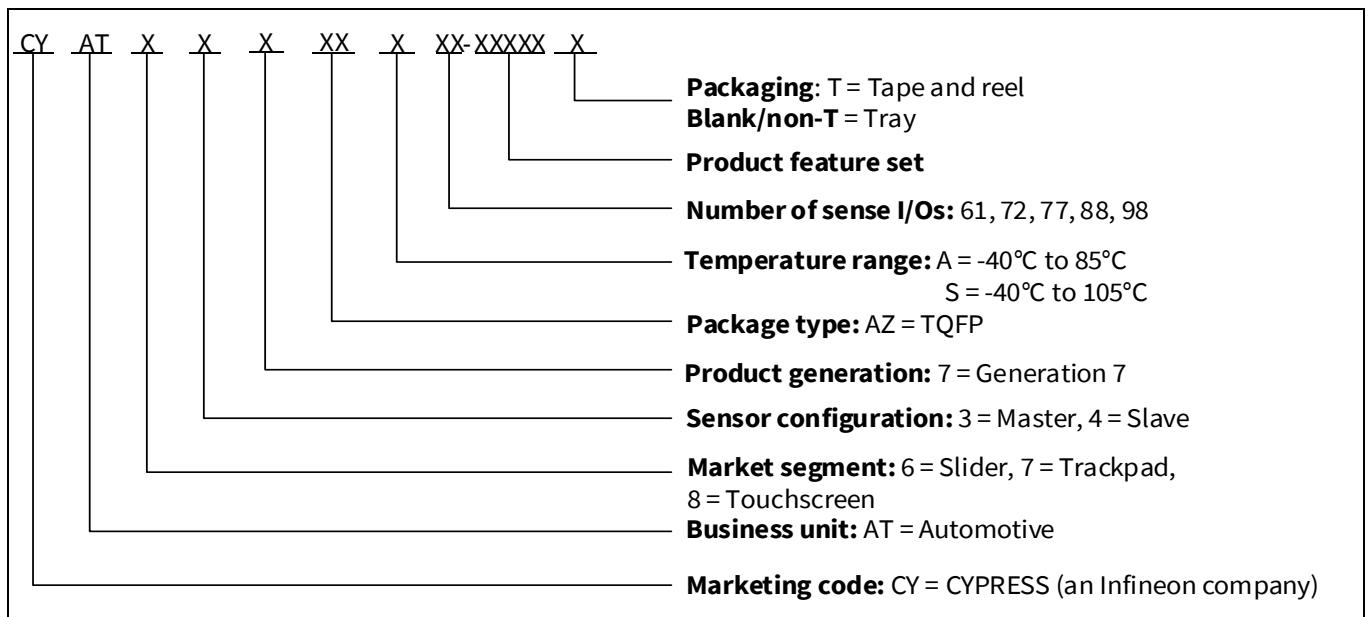 CY AT X X X XX X XX- XXXXX X
Packaging: T = Tape and reel
Blank/non-T = Tray
Product feature set
Number of sense I/Os: 61, 72, 77, 88, 98
Temperature range: A = -40°C to 85°C
S = -40°C to 105°C
Package type: AZ = TQFP
Product generation: 7 = Generation 7
Sensor configuration: 3 = Master, 4 = Slave
Market segment: 6 = Slider, 7 = Trackpad,
8 = Touchscreen
Business unit: AT = Automotive
Marketing code: CY = CYPRESS (an Infineon company)